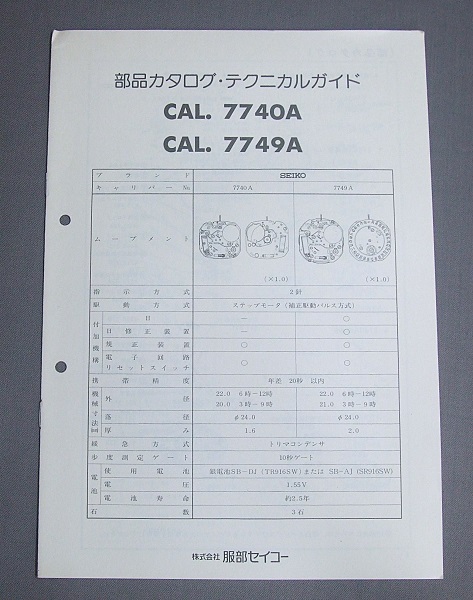 部品カタログ・テクニカルガイド
CAL. 7740A
CAL. 7749A
ブランド SEIKO
キャリバーNo. 7740A 7749A
ムーブメント (×1.0) (×1.0)
指示方式 2針
駆動方式 ステップモータ (補正駆動パルス方式)
付加機構 日 － ○
日修正装置 － ○
規正装置 ○ ○
電子回路リセットスイッチ ○ ○
携帯精度 年差 20秒 以内
機械寸法 外径 22.0 6時－12時 22.0 6時－12時
20.0 3時－9時 21.0 3時－9時
落径 φ24.0 φ24.0
厚み 1.6 2.0
緩急方式 トリマコンデンサ
歩度測定ゲート 10秒ゲート
電池 使用電池 銀電池SB-DJ (TR916SW) または SB-AJ (SR916SW)
電圧 1.55V
電池寿命 約2.5年
石数 3石
株式会社 服部セイコー